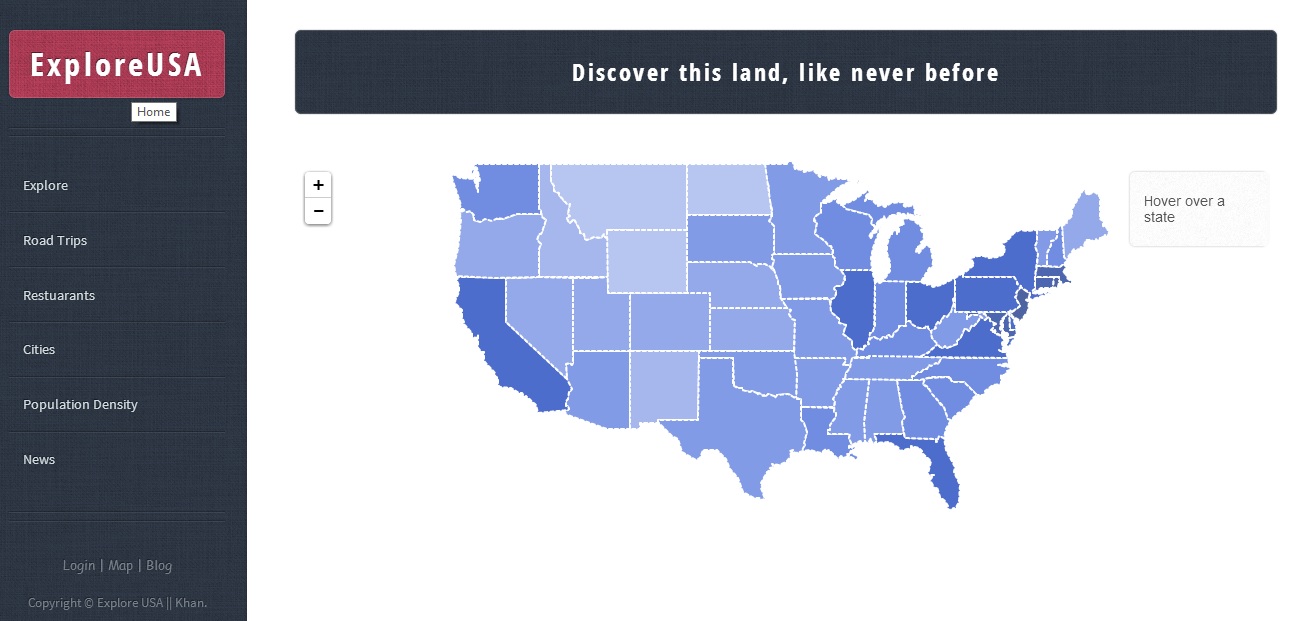 ExploreUSA
Home
Explore
Road Trips
Restuarants
Cities
Population Density
News
Login | Map | Blog
Copyright © Explore USA || Khan.
Discover this land, like never before
+
−
Hover over a
state